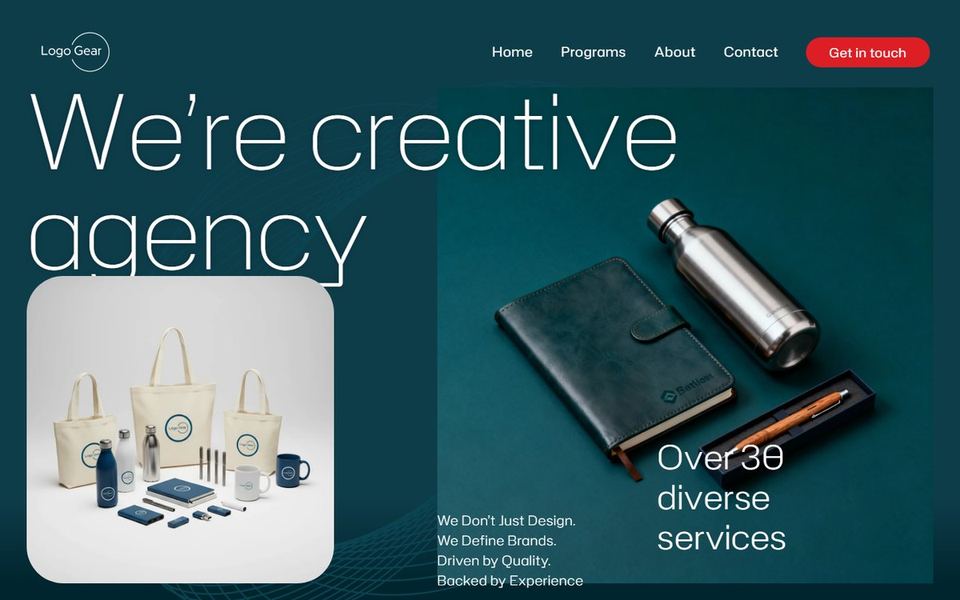 Logo Gear
Home
Programs
About
Contact
Get in touch
We're creative
agency
Over 30
diverse
services
We Don't Just Design.
We Define Brands.
Driven by Quality.
Backed by Experience